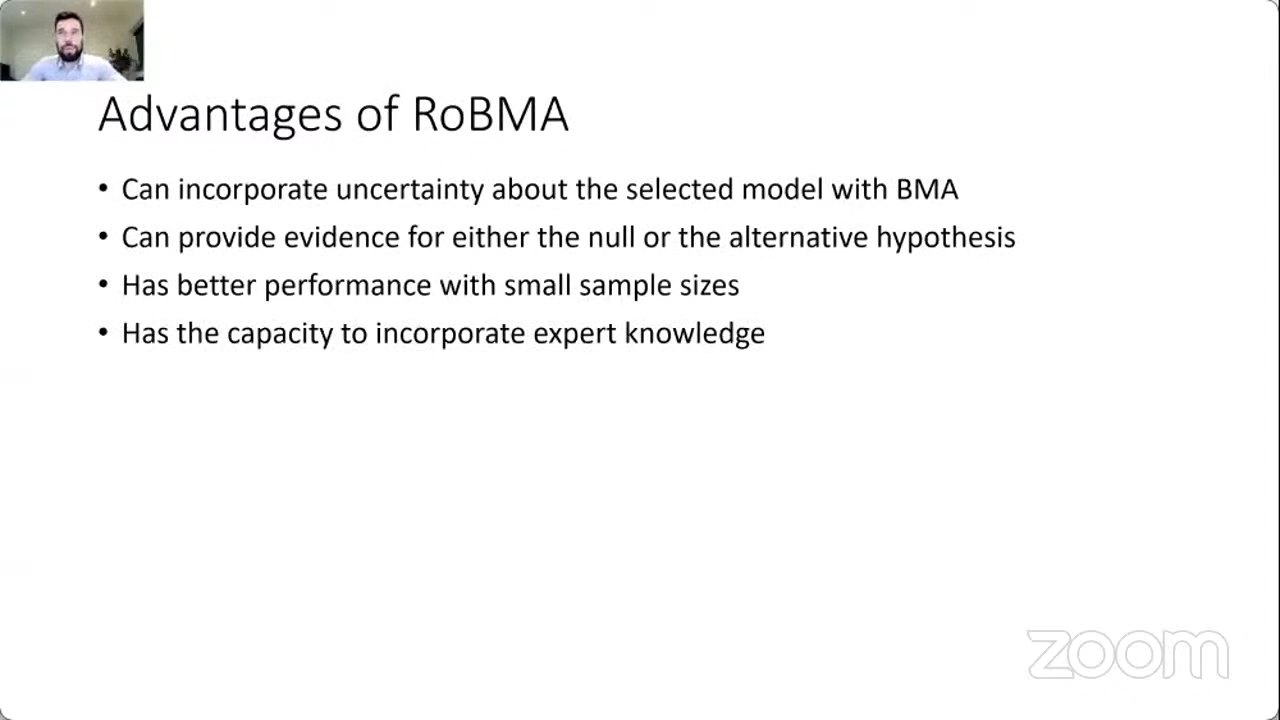 Advantages of RoBMA
• Can incorporate uncertainty about the selected model with BMA
• Can provide evidence for either the null or the alternative hypothesis
• Has better performance with small sample sizes
• Has the capacity to incorporate expert knowledge
zoom